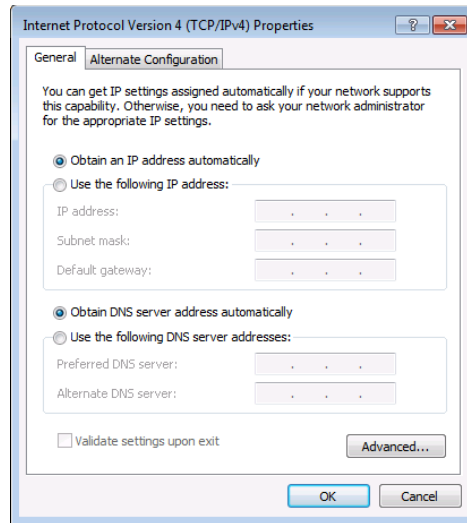 Internet Protocol Version 4 (TCP/IPv4) Properties
General
Alternate Configuration
You can get IP settings assigned automatically if your network supports
this capability. Otherwise, you need to ask your network administrator
for the appropriate IP settings.
Obtain an IP address automatically
Use the following IP address:
IP address:
Subnet mask:
Default gateway:
Obtain DNS server address automatically
Use the following DNS server addresses:
Preferred DNS server:
Alternate DNS server:
Validate settings upon exit
Advanced...
OK
Cancel